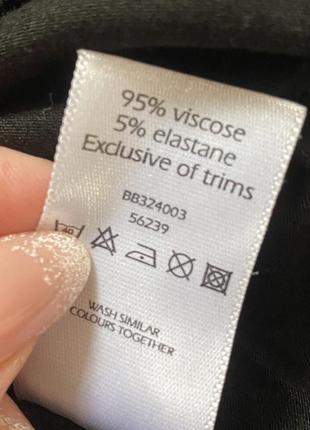 95% viscose
5% elastane
Exclusive of trims
BB324003
56239
WASH SIMILAR
COLOURS TOGETHER